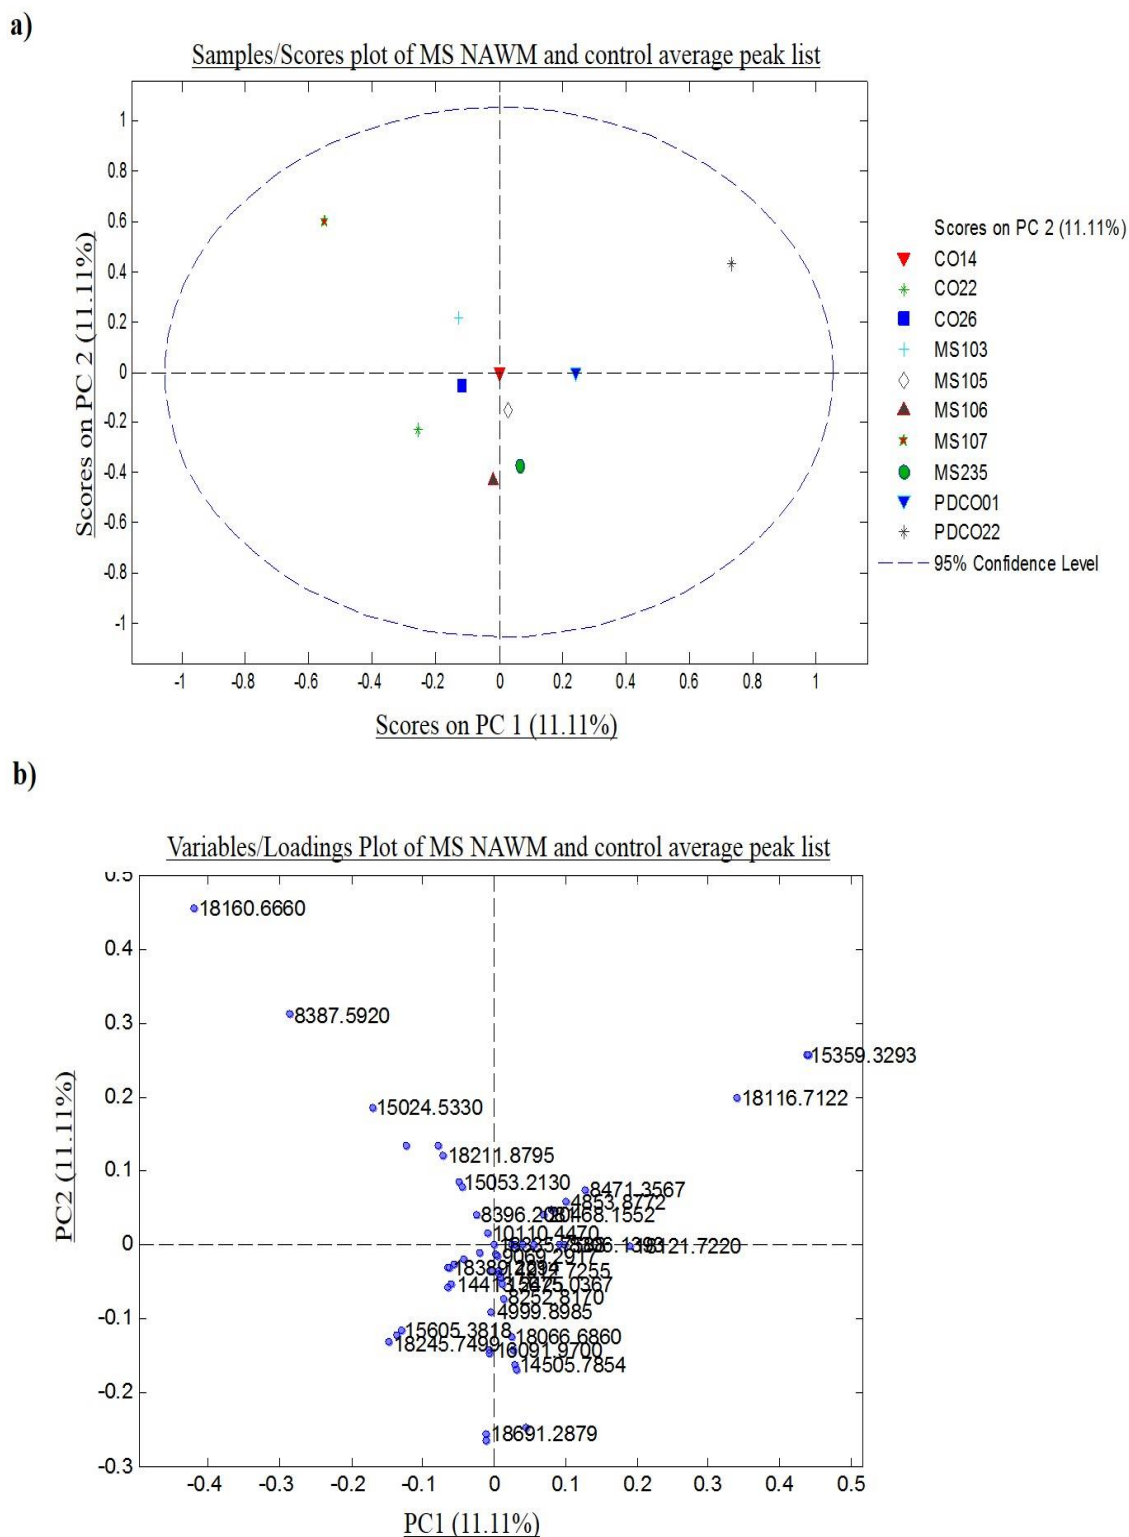 a)
Samples/Scores plot of MS NAWM and control average peak list
1
0.8
0.6
0.4
0.2
0
-0.2
-0.4
-0.6
-0.8
-1
Scores on PC 2 (11.11%)
-1 -0.8 -0.6 -0.4 -0.2 0 0.2 0.4 0.6 0.8 1
Scores on PC 1 (11.11%)
Scores on PC 2 (11.11%)
CO14
CO22
CO26
MS103
MS105
MS106
MS107
MS235
PDCO01
PDCO22
95% Confidence Level
b)
Variables/Loadings Plot of MS NAWM and control average peak list
0.5
0.4
0.3
0.2
0.1
0
-0.1
-0.2
-0.3
PC2 (11.11%)
18160.6660
8387.5920
15359.3293
18116.7122
15024.5330
18211.8795
15053.2130
8471.3567
4853.8772
10110.4470
18121.7220
9069.2917
8252.8170
4999.8985
15605.3818
18066.6860
18245.7499
16091.9700
14505.7854
18691.2879
-0.4 -0.3 -0.2 -0.1 0 0.1 0.2 0.3 0.4 0.5
PC1 (11.11%)